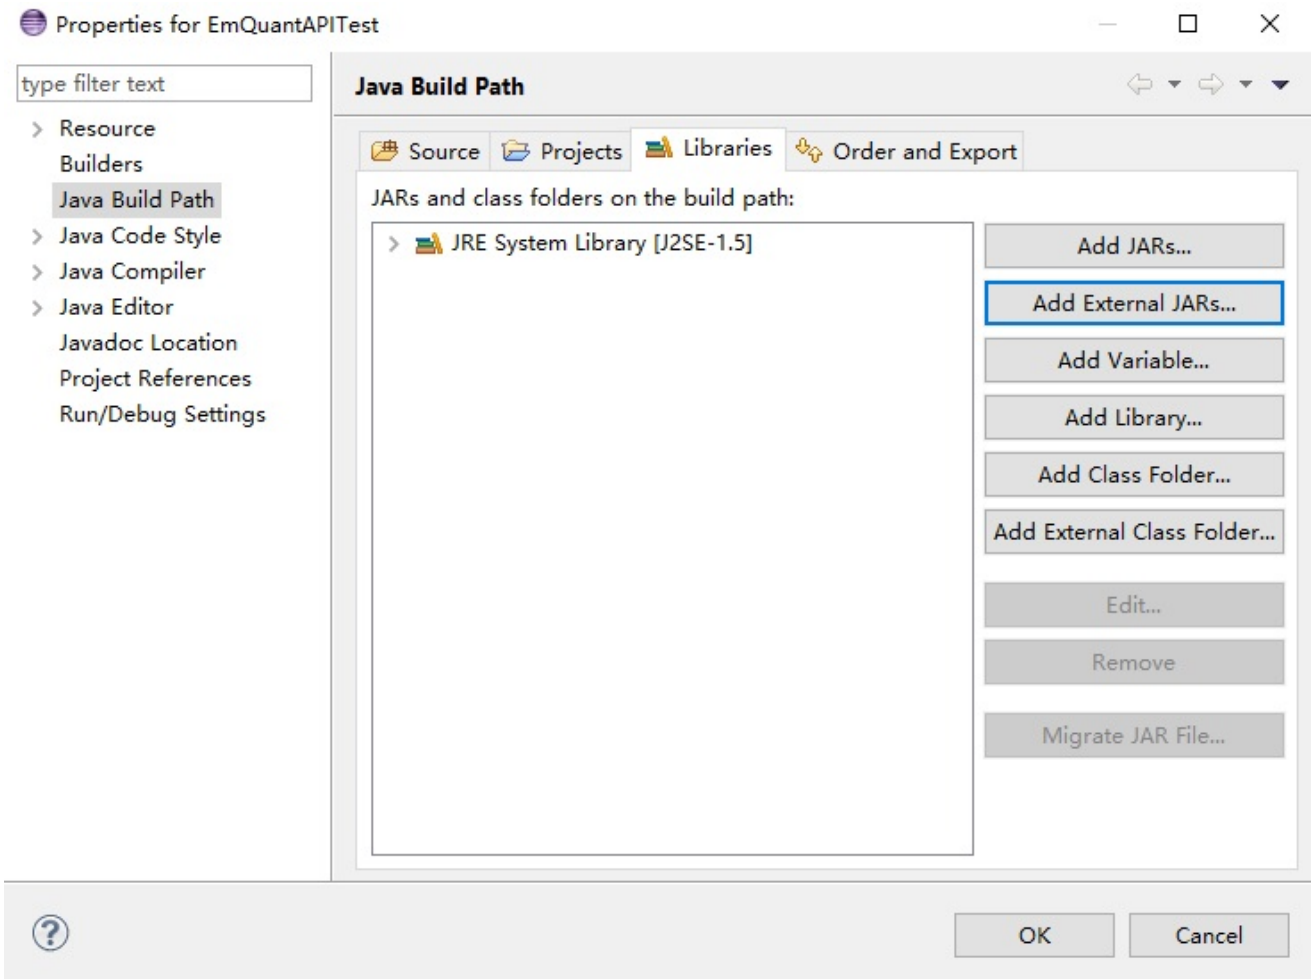 Properties for EmQuantAPITest
type filter text
Resource
Builders
Java Build Path
Java Code Style
Java Compiler
Java Editor
Javadoc Location
Project References
Run/Debug Settings
Java Build Path
Source Projects Libraries Order and Export
JARs and class folders on the build path:
JRE System Library [J2SE-1.5]
Add JARs...
Add External JARs...
Add Variable...
Add Library...
Add Class Folder...
Add External Class Folder...
Edit...
Remove
Migrate JAR File...
OK Cancel